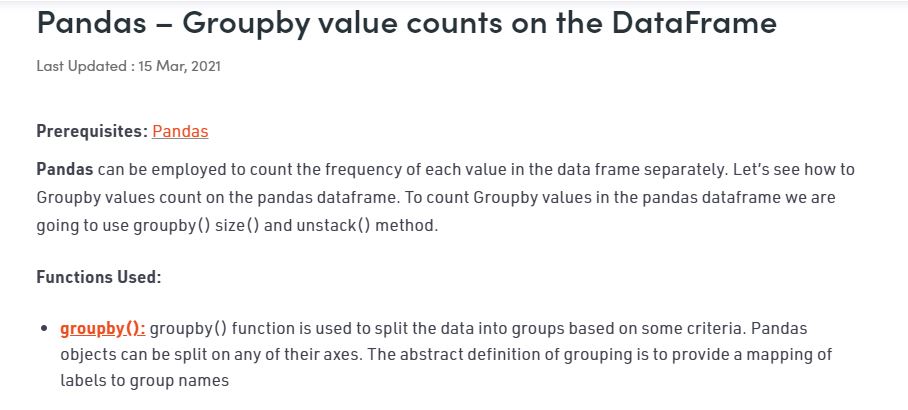 Pandas – Groupby value counts on the DataFrame
Last Updated : 15 Mar, 2021
Prerequisites: Pandas
Pandas can be employed to count the frequency of each value in the data frame separately. Let's see how to
Groupby values count on the pandas dataframe. To count Groupby values in the pandas dataframe we are
going to use groupby() size() and unstack() method.
Functions Used:
• groupby(): groupby() function is used to split the data into groups based on some criteria. Pandas
objects can be split on any of their axes. The abstract definition of grouping is to provide a mapping of
labels to group names